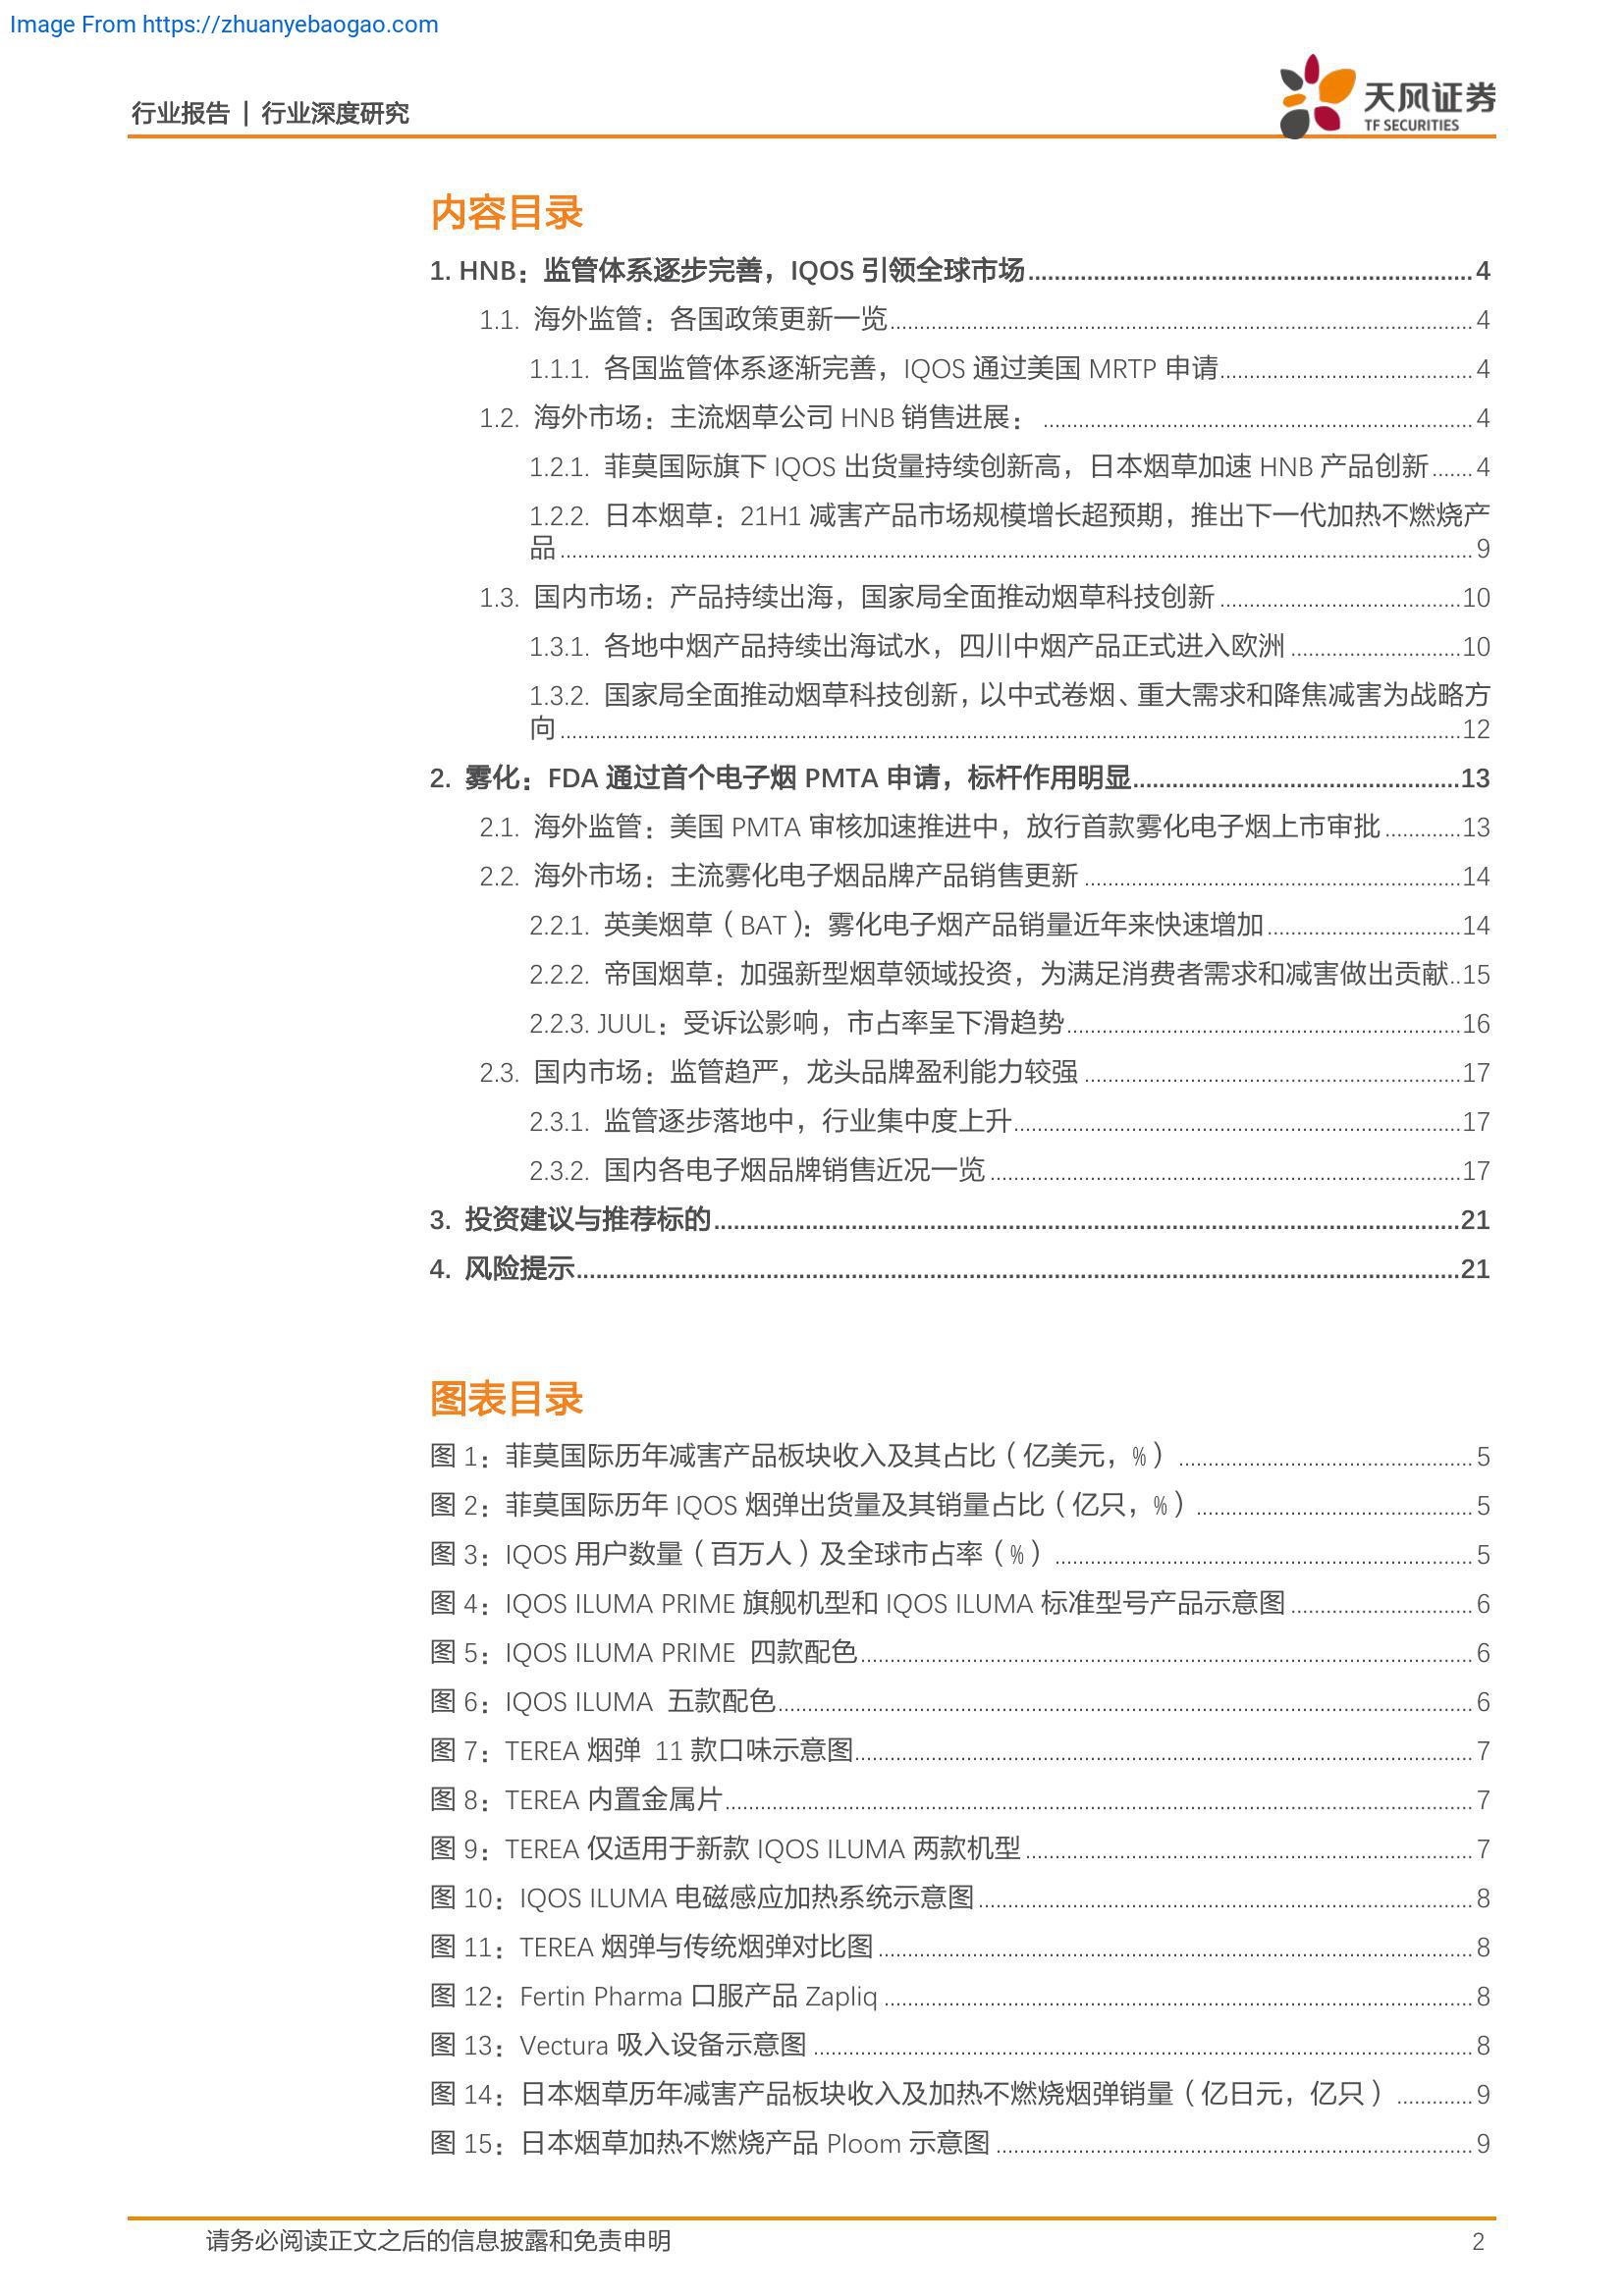 Image From https://zhuanyebaogao.com
行业报告 | 行业深度研究
天风证券
TF SECURITIES
内容目录
1. HNB：监管体系逐步完善，IQOS 引领全球市场 4
1.1. 海外监管：各国政策更新一览 4
1.1.1. 各国监管体系逐渐完善，IQOS 通过美国 MRTP 申请 4
1.2. 海外市场：主流烟草公司 HNB 销售进展： 4
1.2.1. 菲莫国际旗下 IQOS 出货量持续创新高，日本烟草加速 HNB 产品创新 4
1.2.2. 日本烟草：21H1 减害产品市场规模增长超预期，推出下一代加热不燃烧产
品 9
1.3. 国内市场：产品持续出海，国家局全面推动烟草科技创新 10
1.3.1. 各地中烟产品持续出海试水，四川中烟产品正式进入欧洲 10
1.3.2. 国家局全面推动烟草科技创新，以中式卷烟、重大需求和降焦减害为战略方
向 12
2. 雾化：FDA 通过首个电子烟 PMTA 申请，标杆作用明显 13
2.1. 海外监管：美国 PMTA 审核加速推进中，放行首款雾化电子烟上市审批 13
2.2. 海外市场：主流雾化电子烟品牌产品销售更新 14
2.2.1. 英美烟草（BAT）：雾化电子烟产品销量近年来快速增加 14
2.2.2. 帝国烟草：加强新型烟草领域投资，为满足消费者需求和减害做出贡献 15
2.2.3. JUUL：受诉讼影响，市占率呈下滑趋势 16
2.3. 国内市场：监管趋严，龙头品牌盈利能力较强 17
2.3.1. 监管逐步落地中，行业集中度上升 17
2.3.2. 国内各电子烟品牌销售近况一览 17
3. 投资建议与推荐标的 21
4. 风险提示 21
图表目录
图 1：菲莫国际历年减害产品板块收入及其占比（亿美元，%） 5
图 2：菲莫国际历年 IQOS 烟弹出货量及其销量占比（亿只，%） 5
图 3：IQOS 用户数量（百万人）及全球市占率（%） 5
图 4：IQOS ILUMA PRIME 旗舰机型和 IQOS ILUMA 标准型号产品示意图 6
图 5：IQOS ILUMA PRIME 四款配色 6
图 6：IQOS ILUMA 五款配色 6
图 7：TEREA 烟弹 11 款口味示意图 7
图 8：TEREA 内置金属片 7
图 9：TEREA 仅适用于新款 IQOS ILUMA 两款机型 7
图 10：IQOS ILUMA 电磁感应加热系统示意图 8
图 11：TEREA 烟弹与传统烟弹对比图 8
图 12：Fertin Pharma 口服产品 Zapliq 8
图 13：Vectura 吸入设备示意图 8
图 14：日本烟草历年减害产品板块收入及加热不燃烧烟弹销量（亿日元，亿只） 9
图 15：日本烟草加热不燃烧产品 Ploom 示意图 9
请务必阅读正文之后的信息披露和免责申明 2